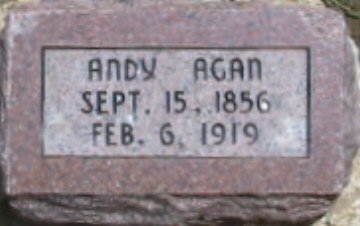 ANDY AGAN
SEPT. 15, 1856
FEB. 6, 1919